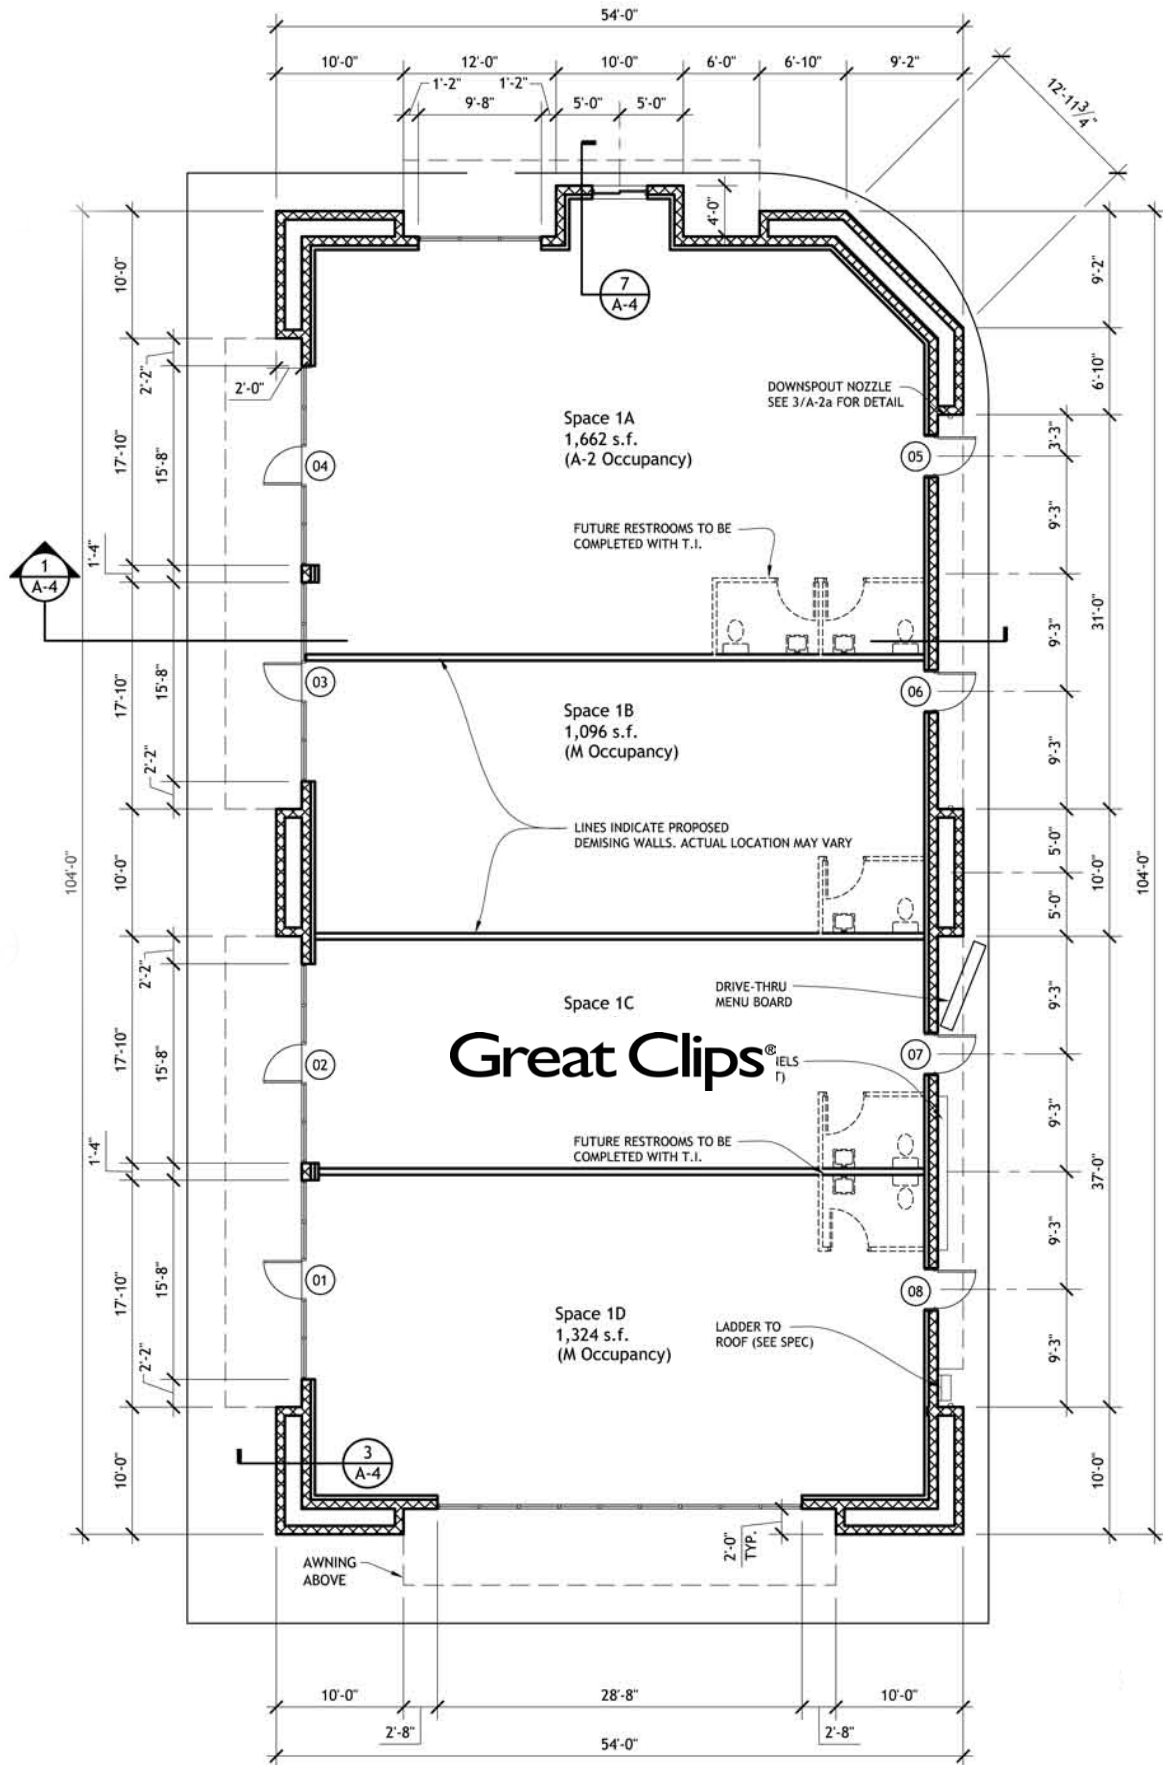 54'-0"
10'-0"
12'-0"
10'-0"
6'-0"
6'-10"
9'-2"
1'-2"
1'-2"
9'-8"
5'-0"
5'-0"
12'-11 3/4"
4'-0"
7
A-4
10'-0"
2'-2"
2'-0"
17'-10"
15'-8"
1'-4"
04
1
A-4
104'-0"
17'-10"
15'-8"
2'-2"
03
10'-0"
2'-2"
17'-10"
15'-8"
02
1'-4"
17'-10"
15'-8"
2'-2"
01
10'-0"
3
A-4
Space 1A
1,662 s.f.
(A-2 Occupancy)
DOWNSPOUT NOZZLE
SEE 3/A-2a FOR DETAIL
FUTURE RESTROOMS TO BE
COMPLETED WITH T.I.
Space 1B
1,096 s.f.
(M Occupancy)
LINES INDICATE PROPOSED
DEMISING WALLS. ACTUAL LOCATION MAY VARY
Space 1C
DRIVE-THRU
MENU BOARD
Great Clips®
FUTURE RESTROOMS TO BE
COMPLETED WITH T.I.
Space 1D
1,324 s.f.
(M Occupancy)
LADDER TO
ROOF (SEE SPEC)
05
06
07
08
9'-2"
6'-10"
3'-3"
9'-3"
31'-0"
9'-3"
9'-3"
5'-0"
10'-0"
5'-0"
104'-0"
9'-3"
9'-3"
37'-0"
9'-3"
9'-3"
10'-0"
2'-0"
TYP.
AWNING
ABOVE
10'-0"
28'-8"
10'-0"
2'-8"
2'-8"
54'-0"